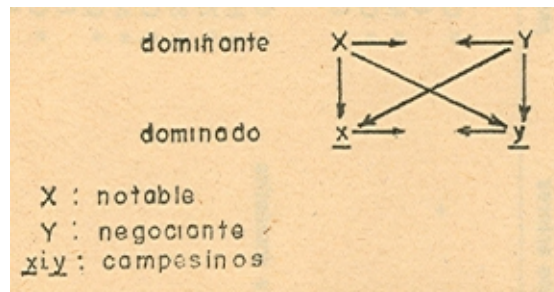 dominante X Y
dominado x y
X : notable
Y : negociante
x i y : campesinos